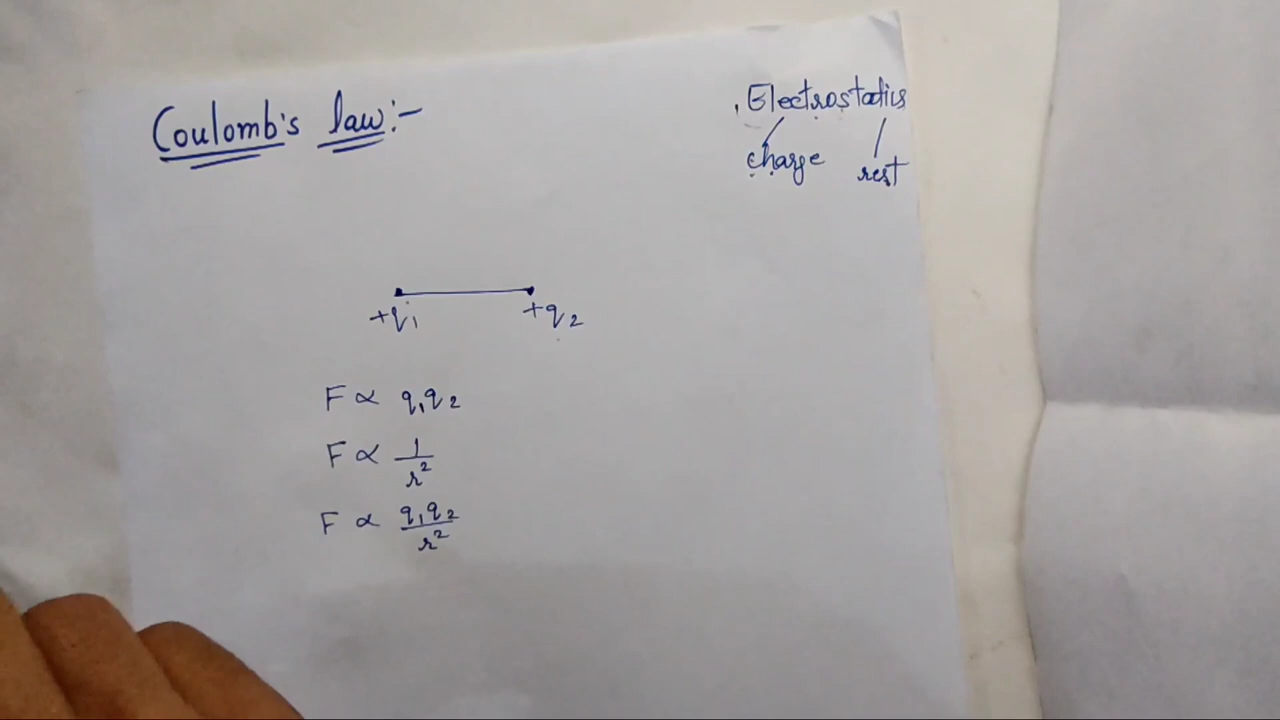 Coulomb's law:-
Electrostatics
charge rest
+q₁ +q₂
F ∝ q₁q₂
F ∝ 1/r²
F ∝ q₁q₂/r²